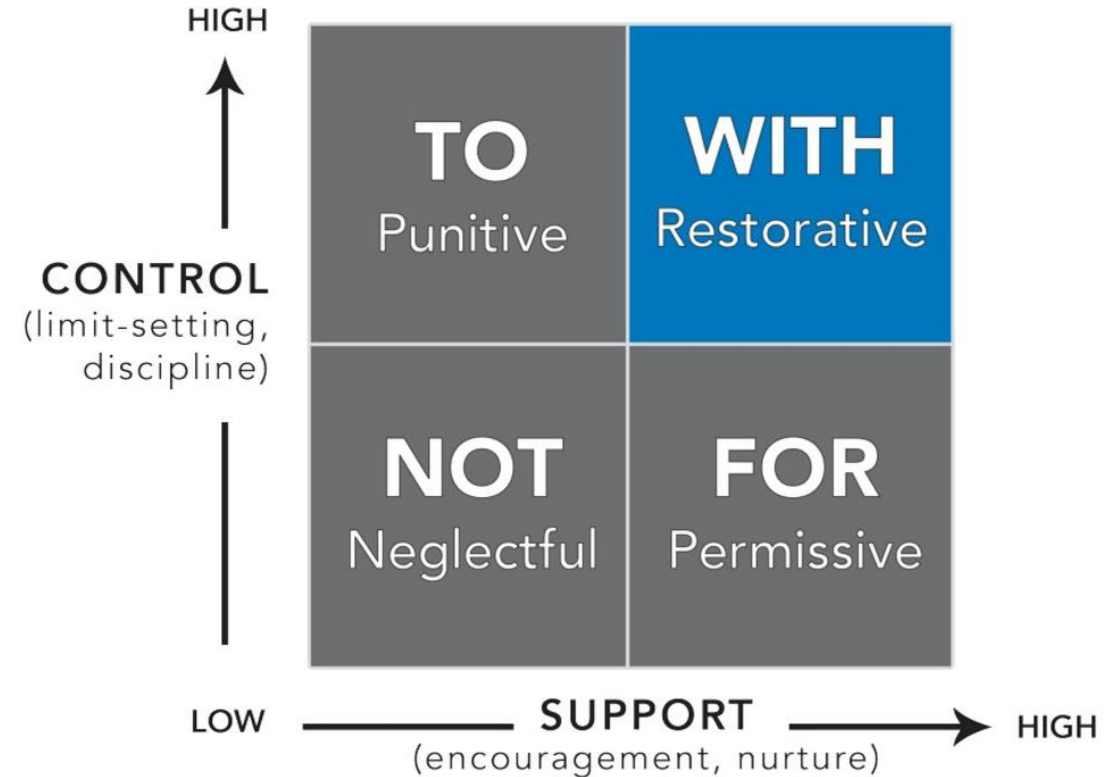 HIGH
TO
Punitive
WITH
Restorative
CONTROL
(limit-setting,
discipline)
NOT
Neglectful
FOR
Permissive
LOW
SUPPORT
(encouragement, nurture)
HIGH